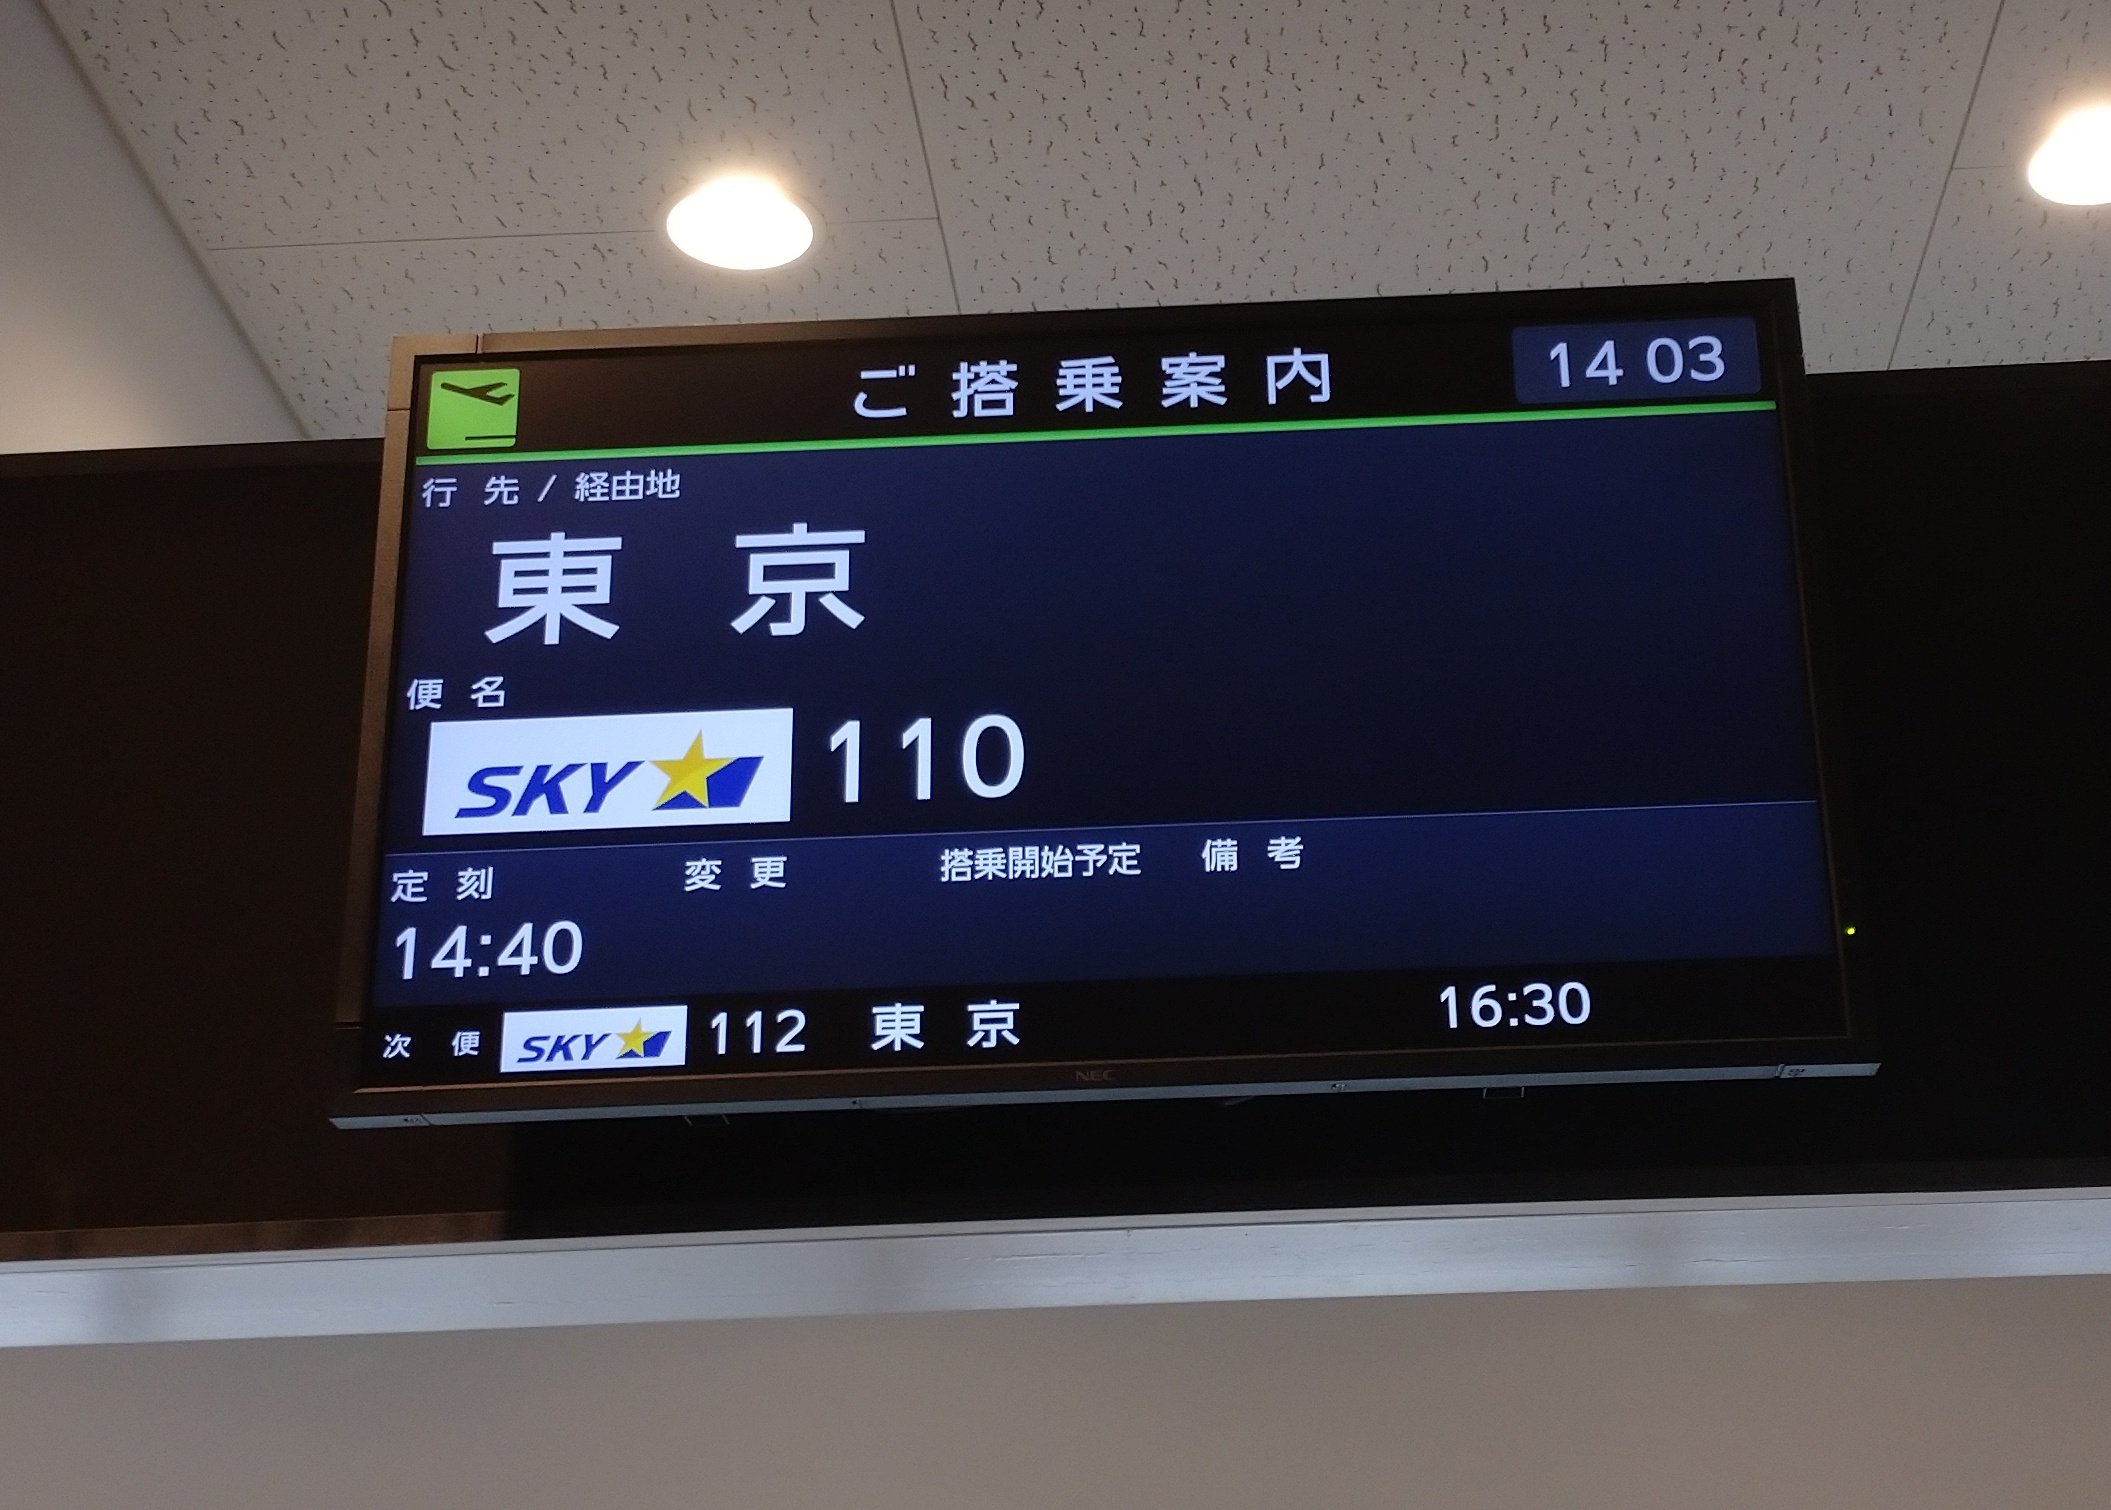 ご搭乗案内 14 03
行先 / 経由地
東京
便名
SKY 110
定刻 変更 搭乗開始予定 備考
14:40
次便 SKY 112 東京 16:30
NEC